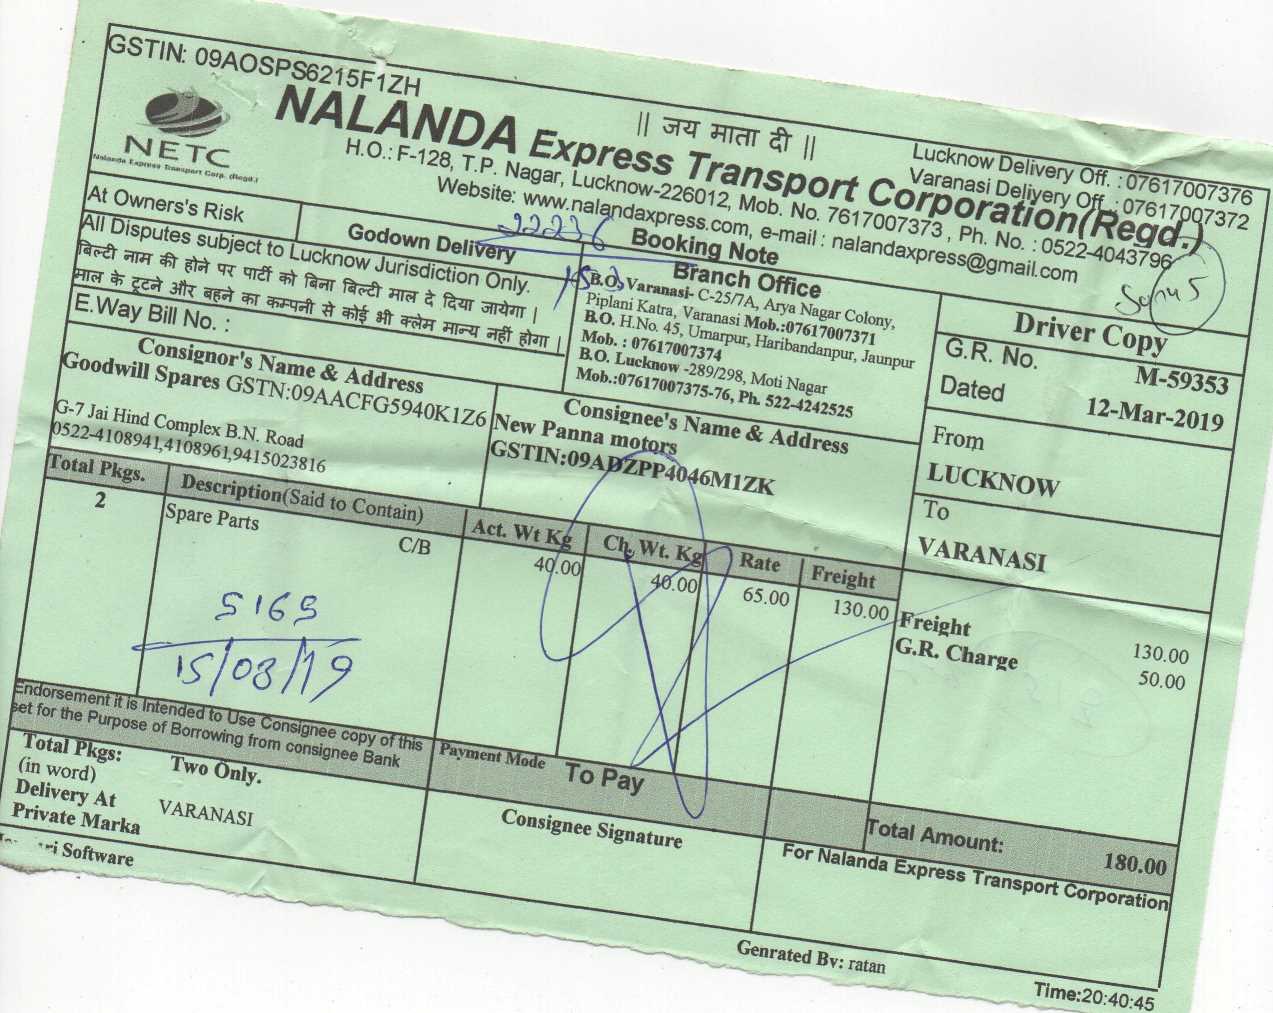 GSTIN: 09AOSPS6215F1ZH
|| जय माता दी ||
Lucknow Delivery Off. : 07617007376
Varanasi Delivery Off. : 07617007372
NETC
Nalanda Express Transport Corp. (Regd.)
NALANDA Express Transport Corporation(Regd.)
H.O.: F-128, T.P. Nagar, Lucknow-226012, Mob. No. 7617007373 , Ph. No. : 0522-4043796
Website: www.nalandaxpress.com, e-mail : nalandaxpress@gmail.com
At Owners's Risk
Godown Delivery
22236
Booking Note
All Disputes subject to Lucknow Jurisdiction Only.
बिल्टी नाम की होने पर पार्टी को बिना बिल्टी माल दे दिया जायेगा |
माल के टूटने और बहने का कम्पनी से कोई भी क्लेम मान्य नहीं होगा |
E.Way Bill No. :
Branch Office
B.O. Varanasi- C-25/7A, Arya Nagar Colony,
Piplani Katra, Varanasi Mob.:07617007371
B.O. H.No. 45, Umarpur, Haribandanpur, Jaunpur
Mob. : 07617007374
B.O. Lucknow -289/298, Moti Nagar
Mob.:07617007375-76, Ph. 522-4242525
Driver Copy
G.R. No. M-59353
Dated 12-Mar-2019
Consignor's Name & Address
Goodwill Spares GSTN:09AACFG5940K1Z6
G-7 Jai Hind Complex B.N. Road
0522-4108941,4108961,9415023816
Consignee's Name & Address
New Panna motors
GSTIN:09ADZPP4046M1ZK
From
LUCKNOW
To
VARANASI
Total Pkgs. Description(Said to Contain) Act. Wt Kg Ch. Wt. Kg Rate Freight
2 Spare Parts C/B 40.00 40.00 65.00 130.00
Freight 130.00
G.R. Charge 50.00
5165
15/03/19
Endorsement it is Intended to Use Consignee copy of this
set for the Purpose of Borrowing from consignee Bank
Payment Mode To Pay
Total Amount: 180.00
Total Pkgs: Two Only.
(in word)
Delivery At VARANASI
Private Marka
Consignee Signature
For Nalanda Express Transport Corporation
Software
Genrated By: ratan
Time:20:40:45